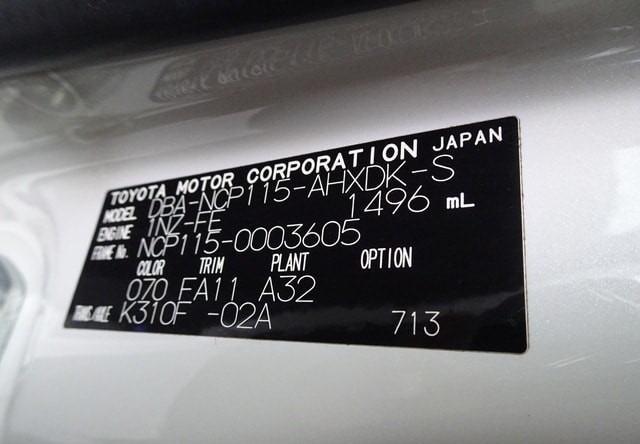 TOYOTA MOTOR CORPORATION JAPAN
MODEL DBA-NCP115-AHXDK-S
ENGINE 1NZ-FE 1496 mL
FRAME No. NCP115-0003605
COLOR TRIM PLANT OPTION
070 FA11 A32
TRANS/AXLE K310F -02A 713